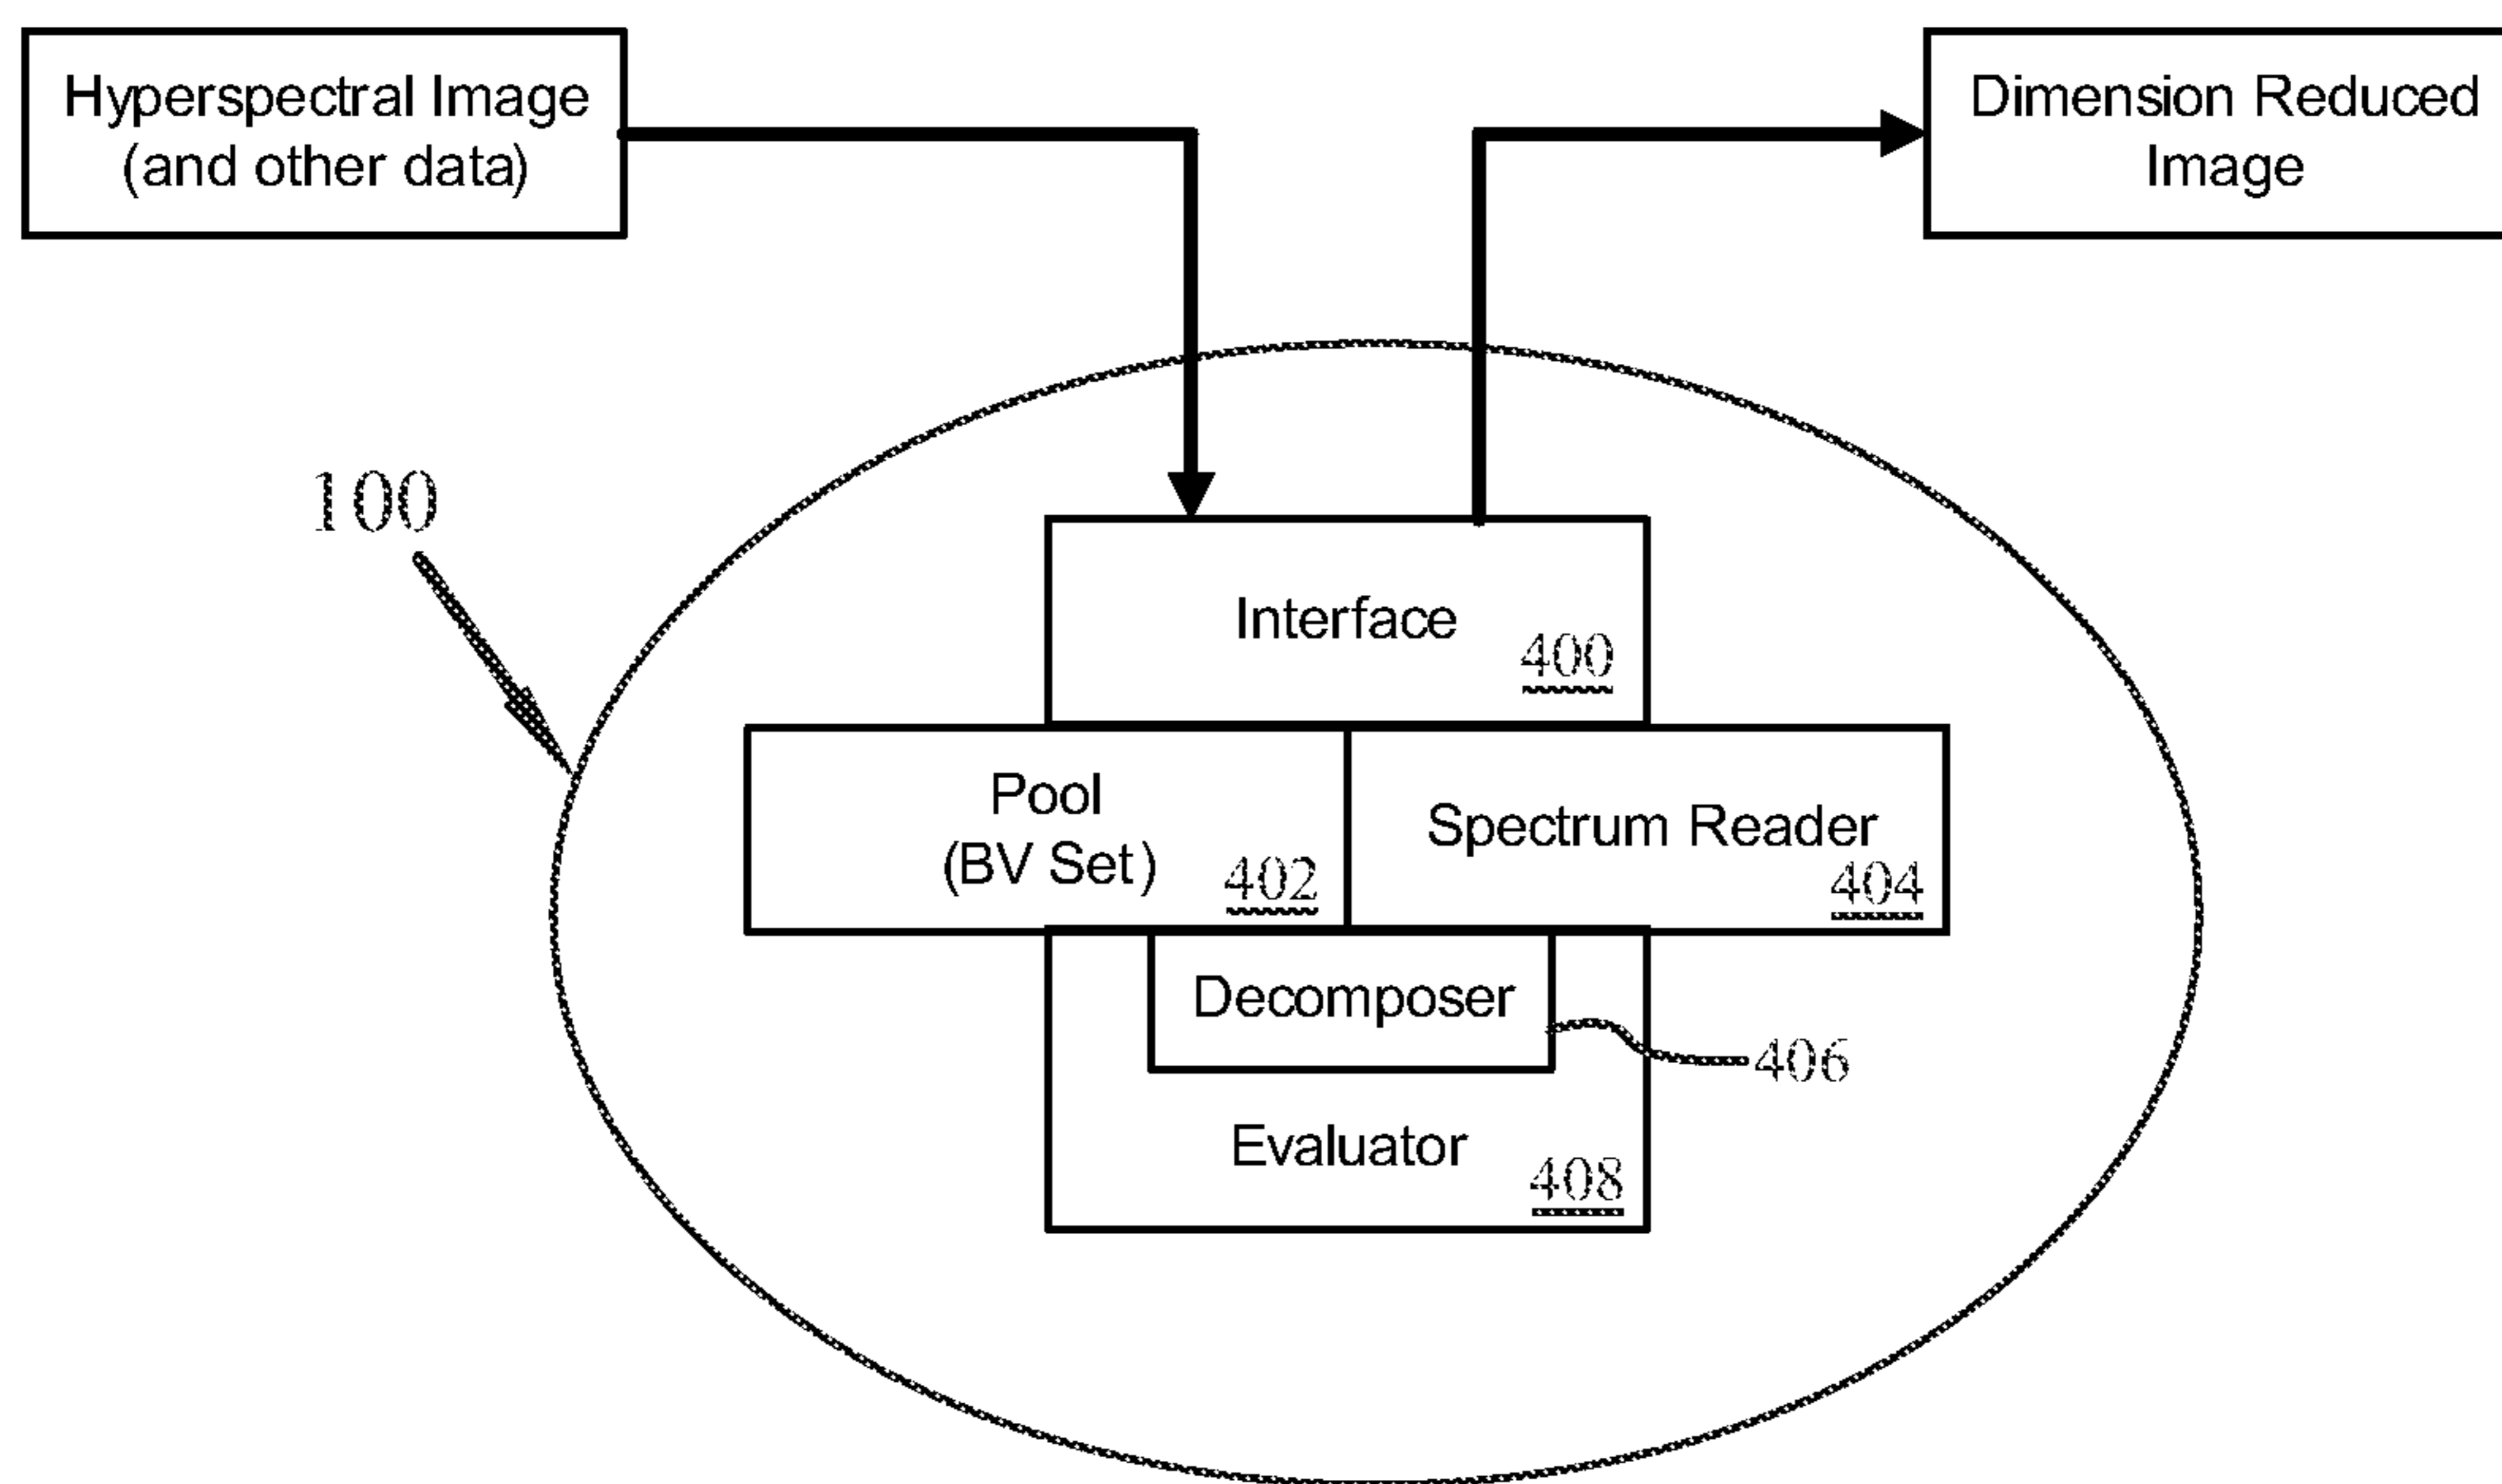 Hyperspectral Image
(and other data)
Dimension Reduced
Image
100
Interface
400
Pool
(BV Set)
402
Spectrum Reader
404
Decomposer
406
Evaluator
408